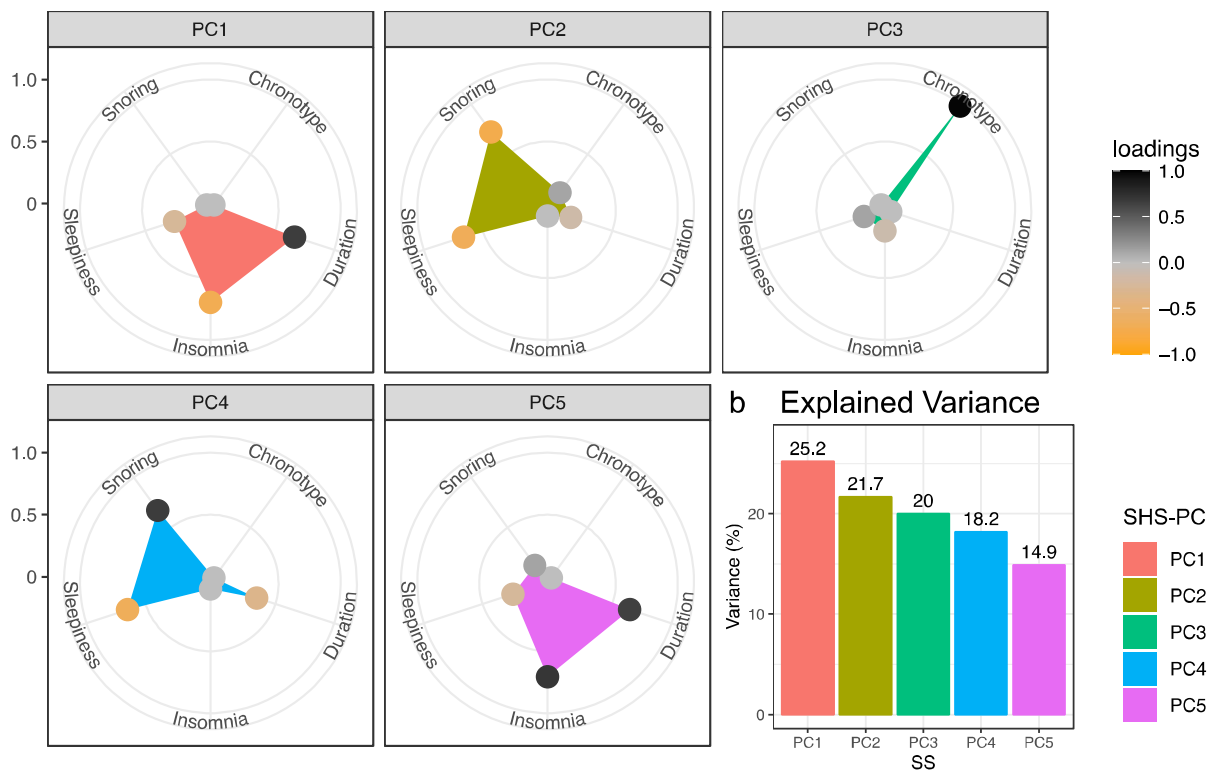 PC1
PC2
PC3
1.0
0.5
0
Snoring
Chronotype
Sleepiness
Duration
Insomnia
Snoring
Chronotype
Sleepiness
Duration
Insomnia
Snoring
Chronotype
Sleepiness
Duration
Insomnia
loadings
1.0
0.5
0.0
−0.5
−1.0
PC4
PC5
1.0
0.5
0
Snoring
Chronotype
Sleepiness
Duration
Insomnia
Snoring
Chronotype
Sleepiness
Duration
Insomnia
b Explained Variance
25.2
21.7
20
18.2
14.9
Variance (%)
20
10
0
PC1 PC2 PC3 PC4 PC5
SS
SHS-PC
PC1
PC2
PC3
PC4
PC5